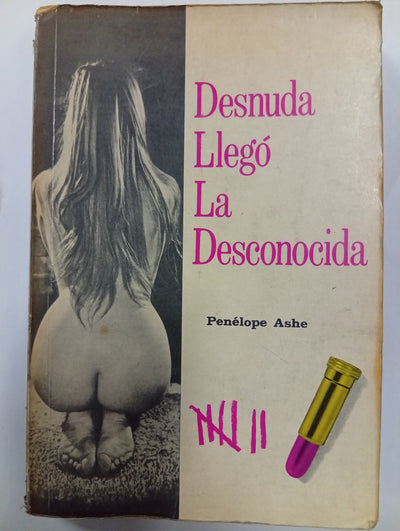 Desnuda
Llegó
La
Desconocida
Penélope Ashe